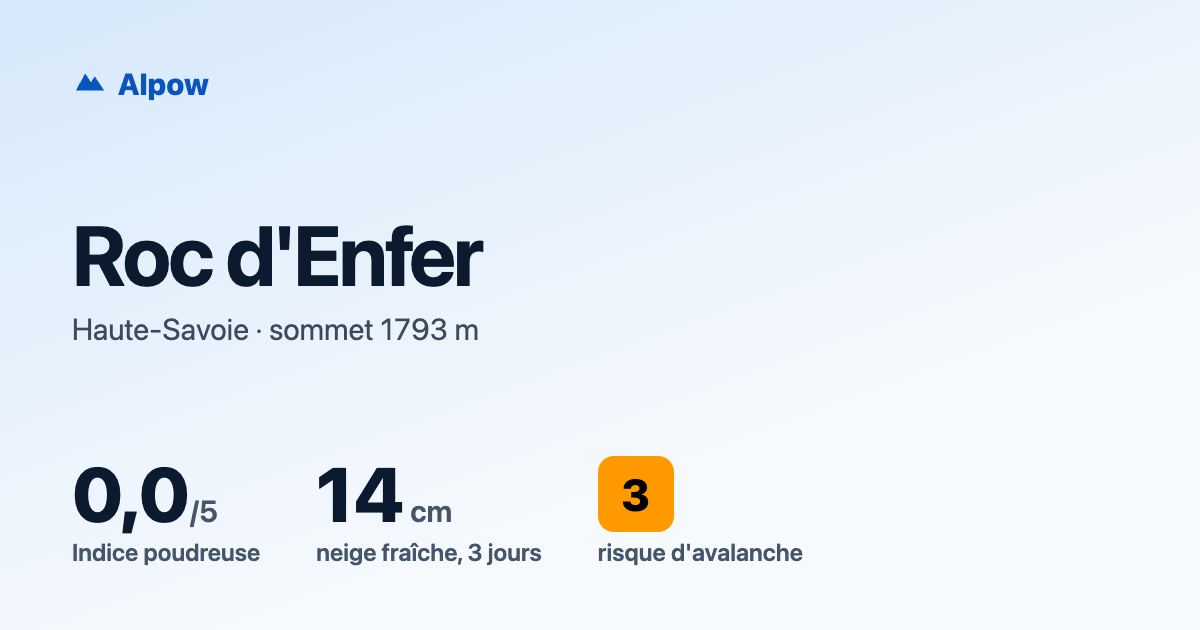 Alpow
Roc d'Enfer
Haute-Savoie · sommet 1793 m
0,0/5
Indice poudreuse
14 cm
neige fraîche, 3 jours
3
risque d'avalanche